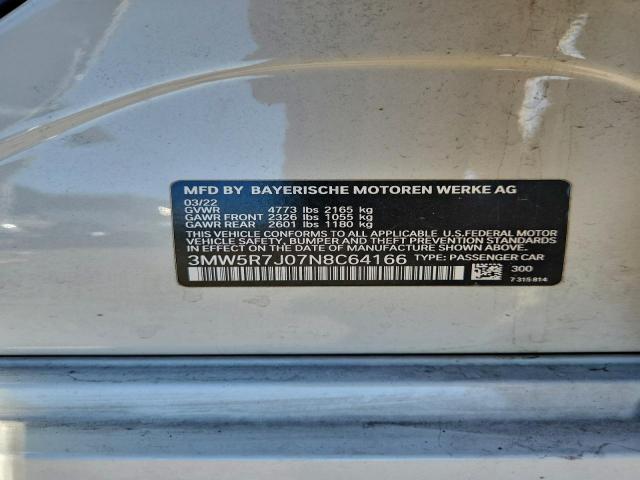 MFD BY BAYERISCHE MOTOREN WERKE AG
03/22
GVWR 4773 lbs 2165 kg
GAWR FRONT 2326 lbs 1055 kg
GAWR REAR 2601 lbs 1180 kg
THIS VEHICLE CONFORMS TO ALL APPLICABLE U.S.FEDERAL MOTOR
VEHICLE SAFETY, BUMPER AND THEFT PREVENTION STANDARDS
IN EFFECT ON THE DATE OF MANUFACTURE SHOWN ABOVE.
3MW5R7J07N8C64166 TYPE: PASSENGER CAR
300
7 315 814